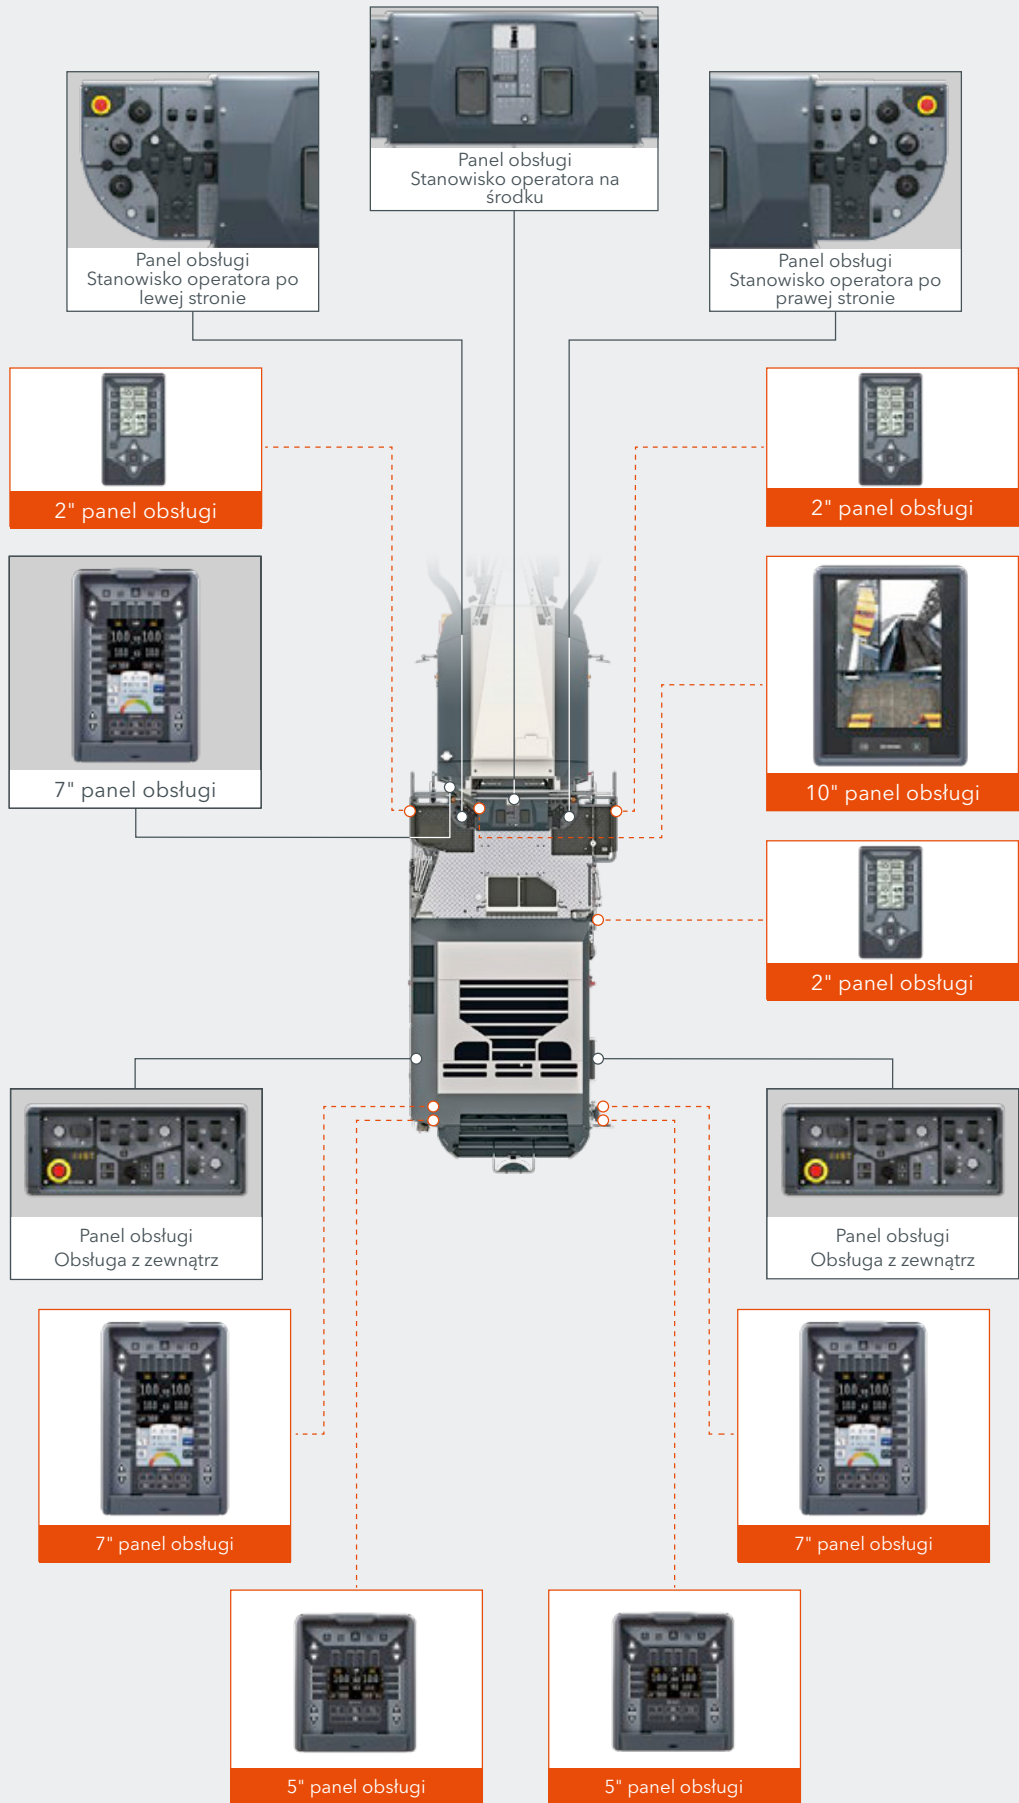 Panel obsługi
Stanowisko operatora na
środku
Panel obsługi
Stanowisko operatora po
lewej stronie
Panel obsługi
Stanowisko operatora po
prawej stronie
2" panel obsługi
2" panel obsługi
7" panel obsługi
10" panel obsługi
2" panel obsługi
Panel obsługi
Obsługa z zewnątrz
Panel obsługi
Obsługa z zewnątrz
7" panel obsługi
7" panel obsługi
5" panel obsługi
5" panel obsługi